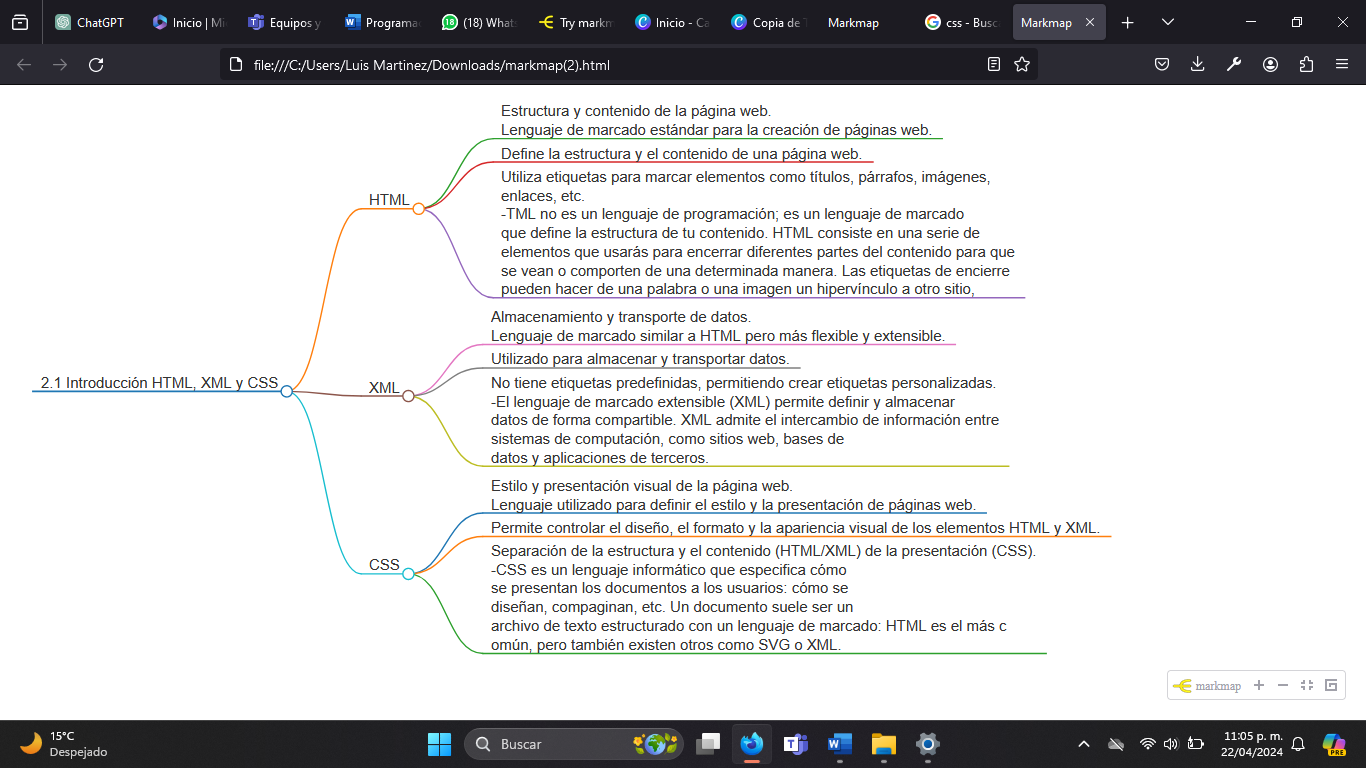 ChatGPT
Inicio | Mi
Equipos y
Programa
(18) Whats
Try markm
Inicio - Ca
Copia de T
Markmap
css - Busc
Markmap
file:///C:/Users/Luis Martinez/Downloads/markmap(2).html
Estructura y contenido de la página web.
Lenguaje de marcado estándar para la creación de páginas web.
Define la estructura y el contenido de una página web.
HTML
Utiliza etiquetas para marcar elementos como títulos, párrafos, imágenes,
enlaces, etc.
-TML no es un lenguaje de programación; es un lenguaje de marcado
que define la estructura de tu contenido. HTML consiste en una serie de
elementos que usarás para encerrar diferentes partes del contenido para que
se vean o comporten de una determinada manera. Las etiquetas de encierre
pueden hacer de una palabra o una imagen un hipervínculo a otro sitio,
2.1 Introducción HTML, XML y CSS
XML
Almacenamiento y transporte de datos.
Lenguaje de marcado similar a HTML pero más flexible y extensible.
Utilizado para almacenar y transportar datos.
No tiene etiquetas predefinidas, permitiendo crear etiquetas personalizadas.
-El lenguaje de marcado extensible (XML) permite definir y almacenar
datos de forma compartible. XML admite el intercambio de información entre
sistemas de computación, como sitios web, bases de
datos y aplicaciones de terceros.
CSS
Estilo y presentación visual de la página web.
Lenguaje utilizado para definir el estilo y la presentación de páginas web.
Permite controlar el diseño, el formato y la apariencia visual de los elementos HTML y XML.
Separación de la estructura y el contenido (HTML/XML) de la presentación (CSS).
-CSS es un lenguaje informático que especifica cómo
se presentan los documentos a los usuarios: cómo se
diseñan, compaginan, etc. Un documento suele ser un
archivo de texto estructurado con un lenguaje de marcado: HTML es el más c
omún, pero también existen otros como SVG o XML.
markmap
15°C
Despejado
Buscar
11:05 p. m.
22/04/2024
PRE